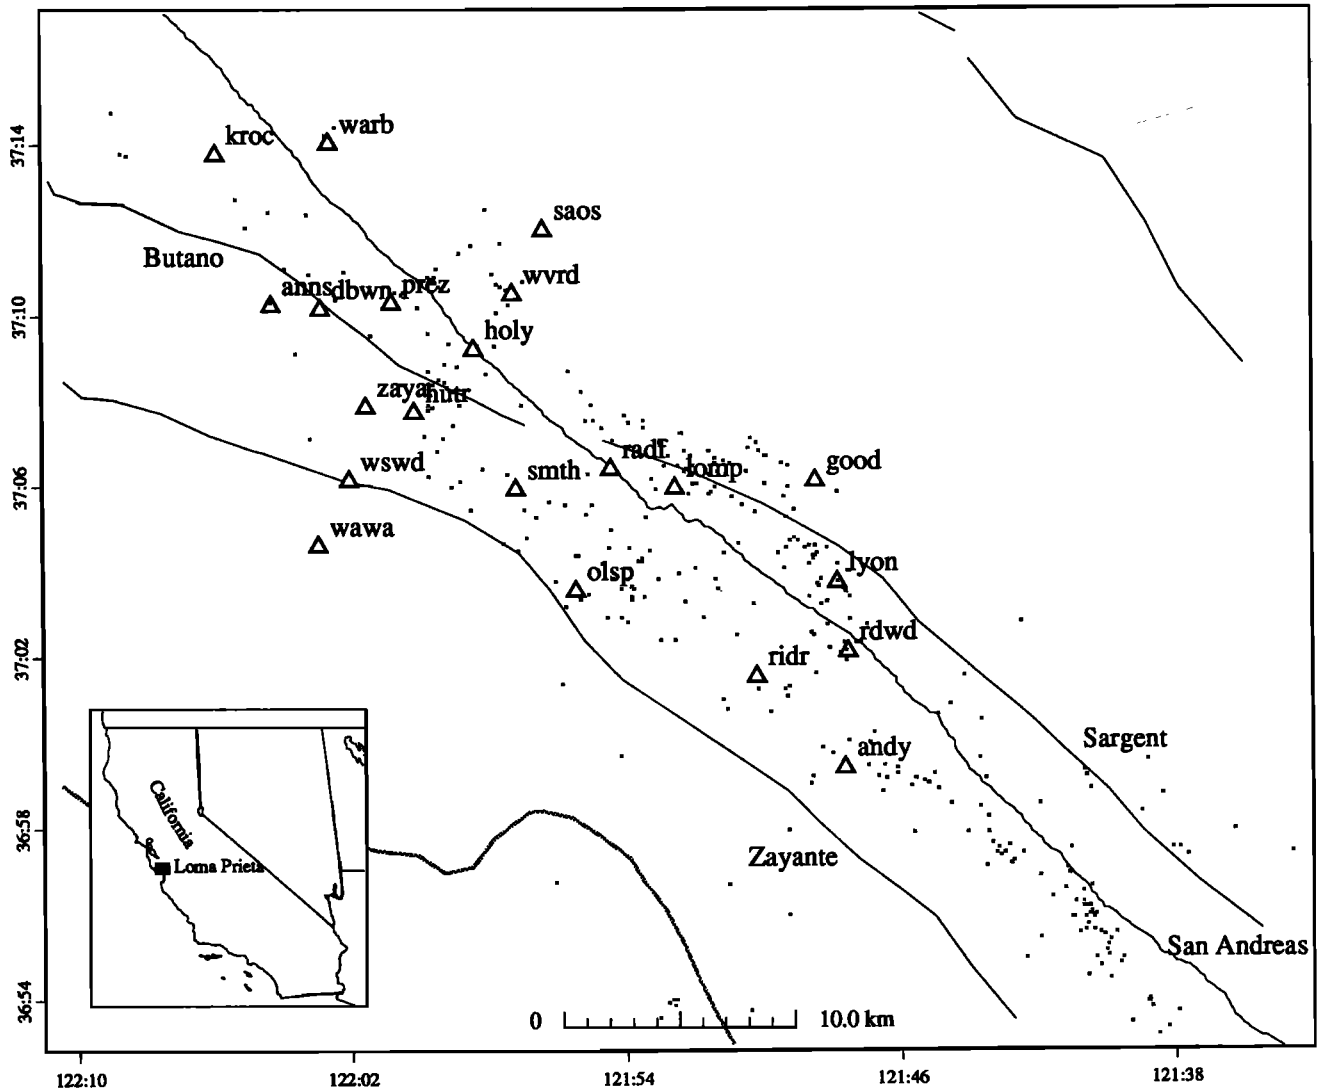 warb
kroc
37:14
saos
Butano
wvrd
anns
dbwn
prez
37:10
holy
zaya
hutr
radf
wswd
smth
lomp
good
37:06
wawa
olsp
lyon
rdwd
37:02
ridr
Sargent
andy
California
36:58
Loma Prieta
Zayante
San Andreas
36:54
0
10.0 km
122:10
122:02
121:54
121:46
121:38